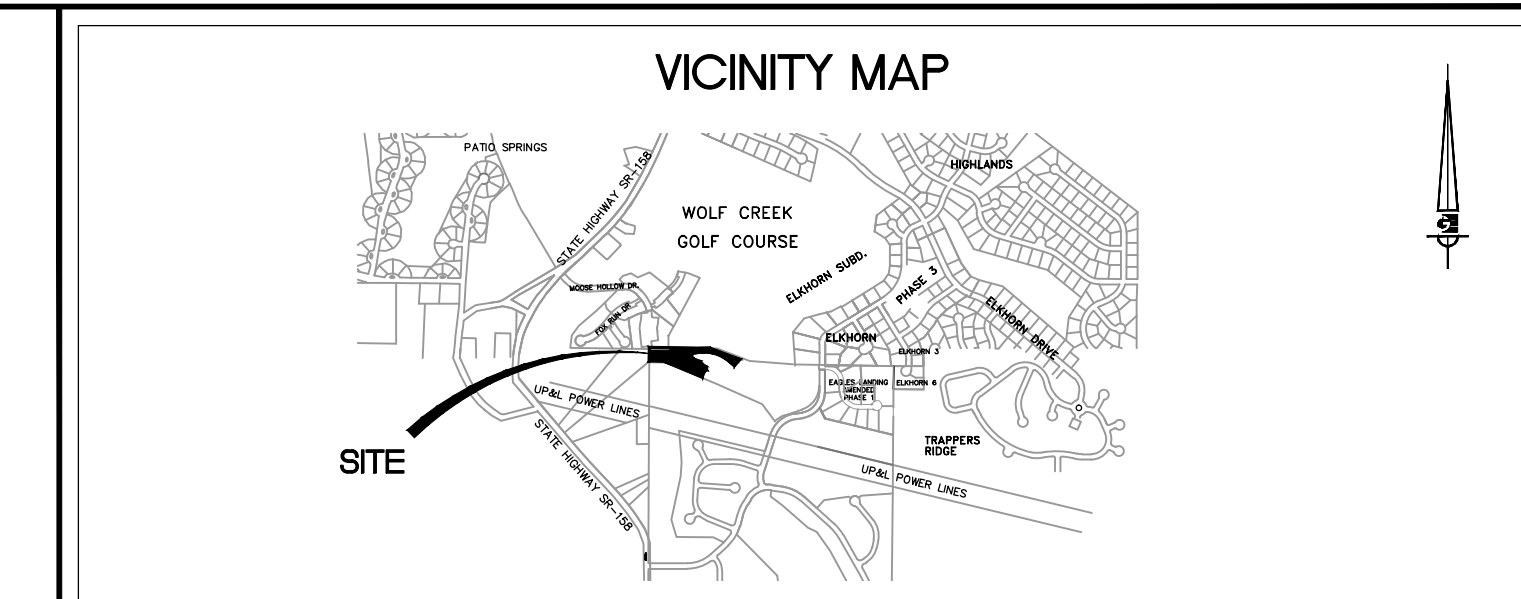 VICINITY MAP
PATIO SPRINGS
HIGHLANDS
STATE HIGHWAY SR-158
WOLF CREEK
GOLF COURSE
ELKHORN SUBD.
PHASE 3
MOOSE HOLLOW DR.
FOX RUN DR.
ELKHORN DRIVE
ELKHORN
ELKHORN 3
EAGLES LANDING
AMENDED
PHASE 1
ELKHORN 6
UP&L POWER LINES
SITE
STATE HIGHWAY SR-158
TRAPPERS
RIDGE
UP&L POWER LINES
G